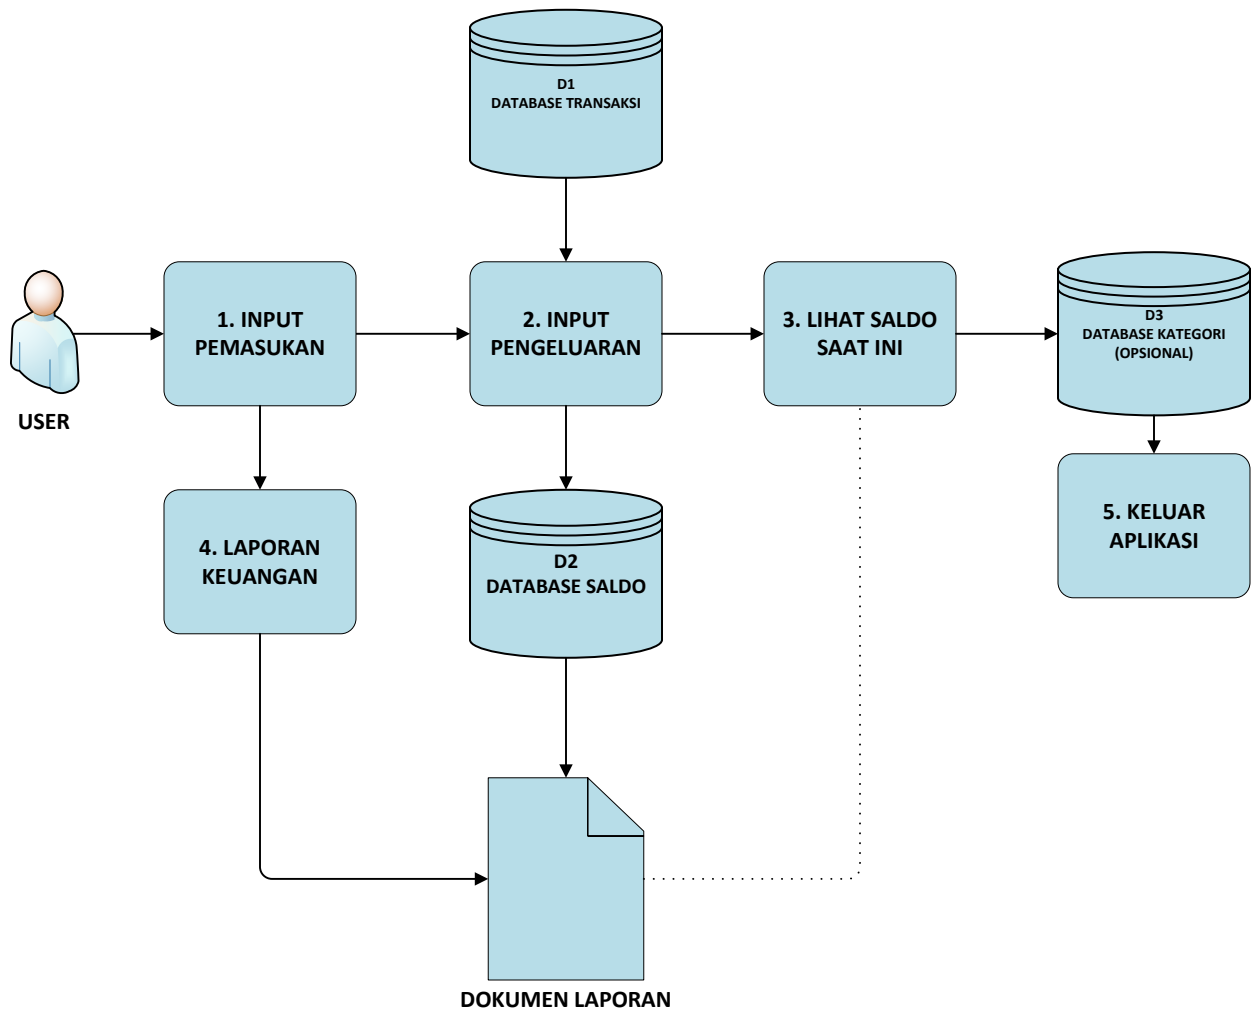 D1
DATABASE TRANSAKSI
1. INPUT
PEMASUKAN
2. INPUT
PENGELUARAN
3. LIHAT SALDO
SAAT INI
D3
DATABASE KATEGORI
(OPSIONAL)
USER
4. LAPORAN
KEUANGAN
D2
DATABASE SALDO
5. KELUAR
APLIKASI
DOKUMEN LAPORAN